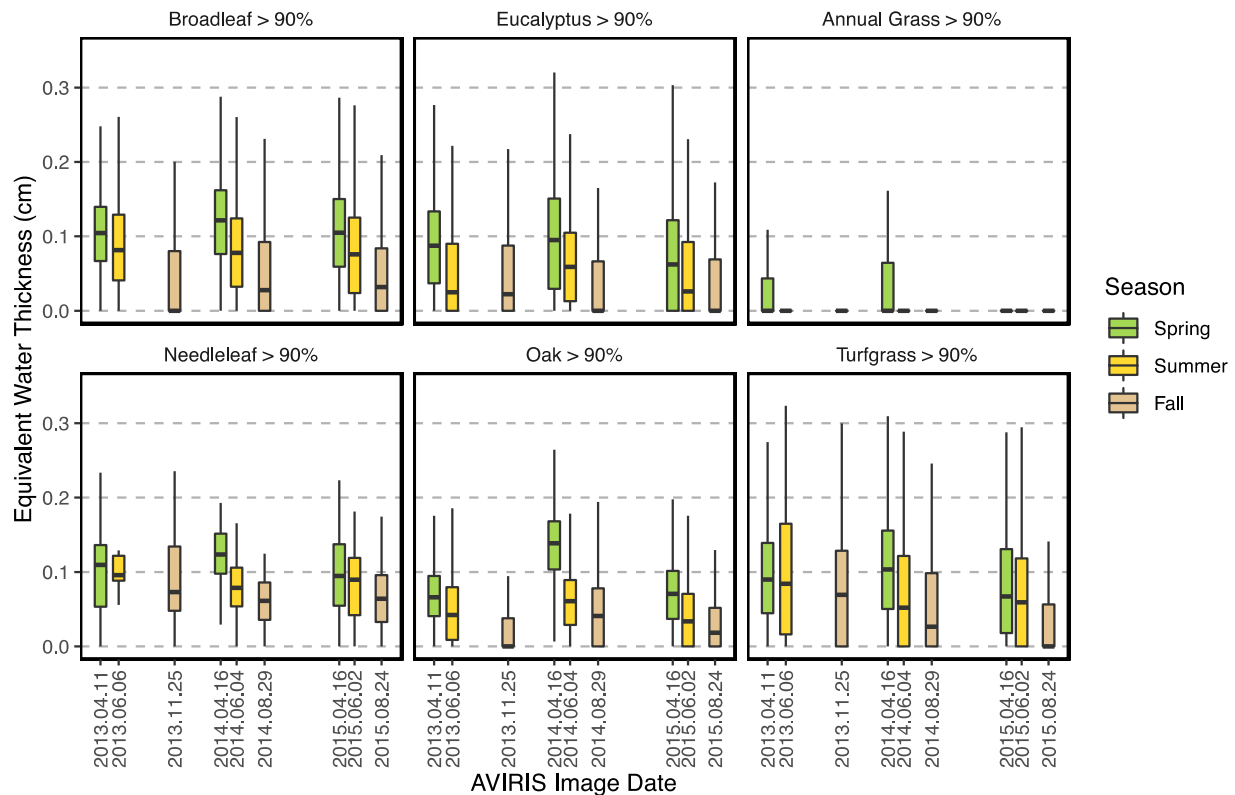 Broadleaf > 90%
Eucalyptus > 90%
Annual Grass > 90%
Equivalent Water Thickness (cm)
0.3
0.2
0.1
0.0
Needleleaf > 90%
Oak > 90%
Turfgrass > 90%
0.3
0.2
0.1
0.0
2013.04.11
2013.06.06
2013.11.25
2014.04.16
2014.06.04
2014.08.29
2015.04.16
2015.06.02
2015.08.24
2013.04.11
2013.06.06
2013.11.25
2014.04.16
2014.06.04
2014.08.29
2015.04.16
2015.06.02
2015.08.24
2013.04.11
2013.06.06
2013.11.25
2014.04.16
2014.06.04
2014.08.29
2015.04.16
2015.06.02
2015.08.24
AVIRIS Image Date
Season
Spring
Summer
Fall